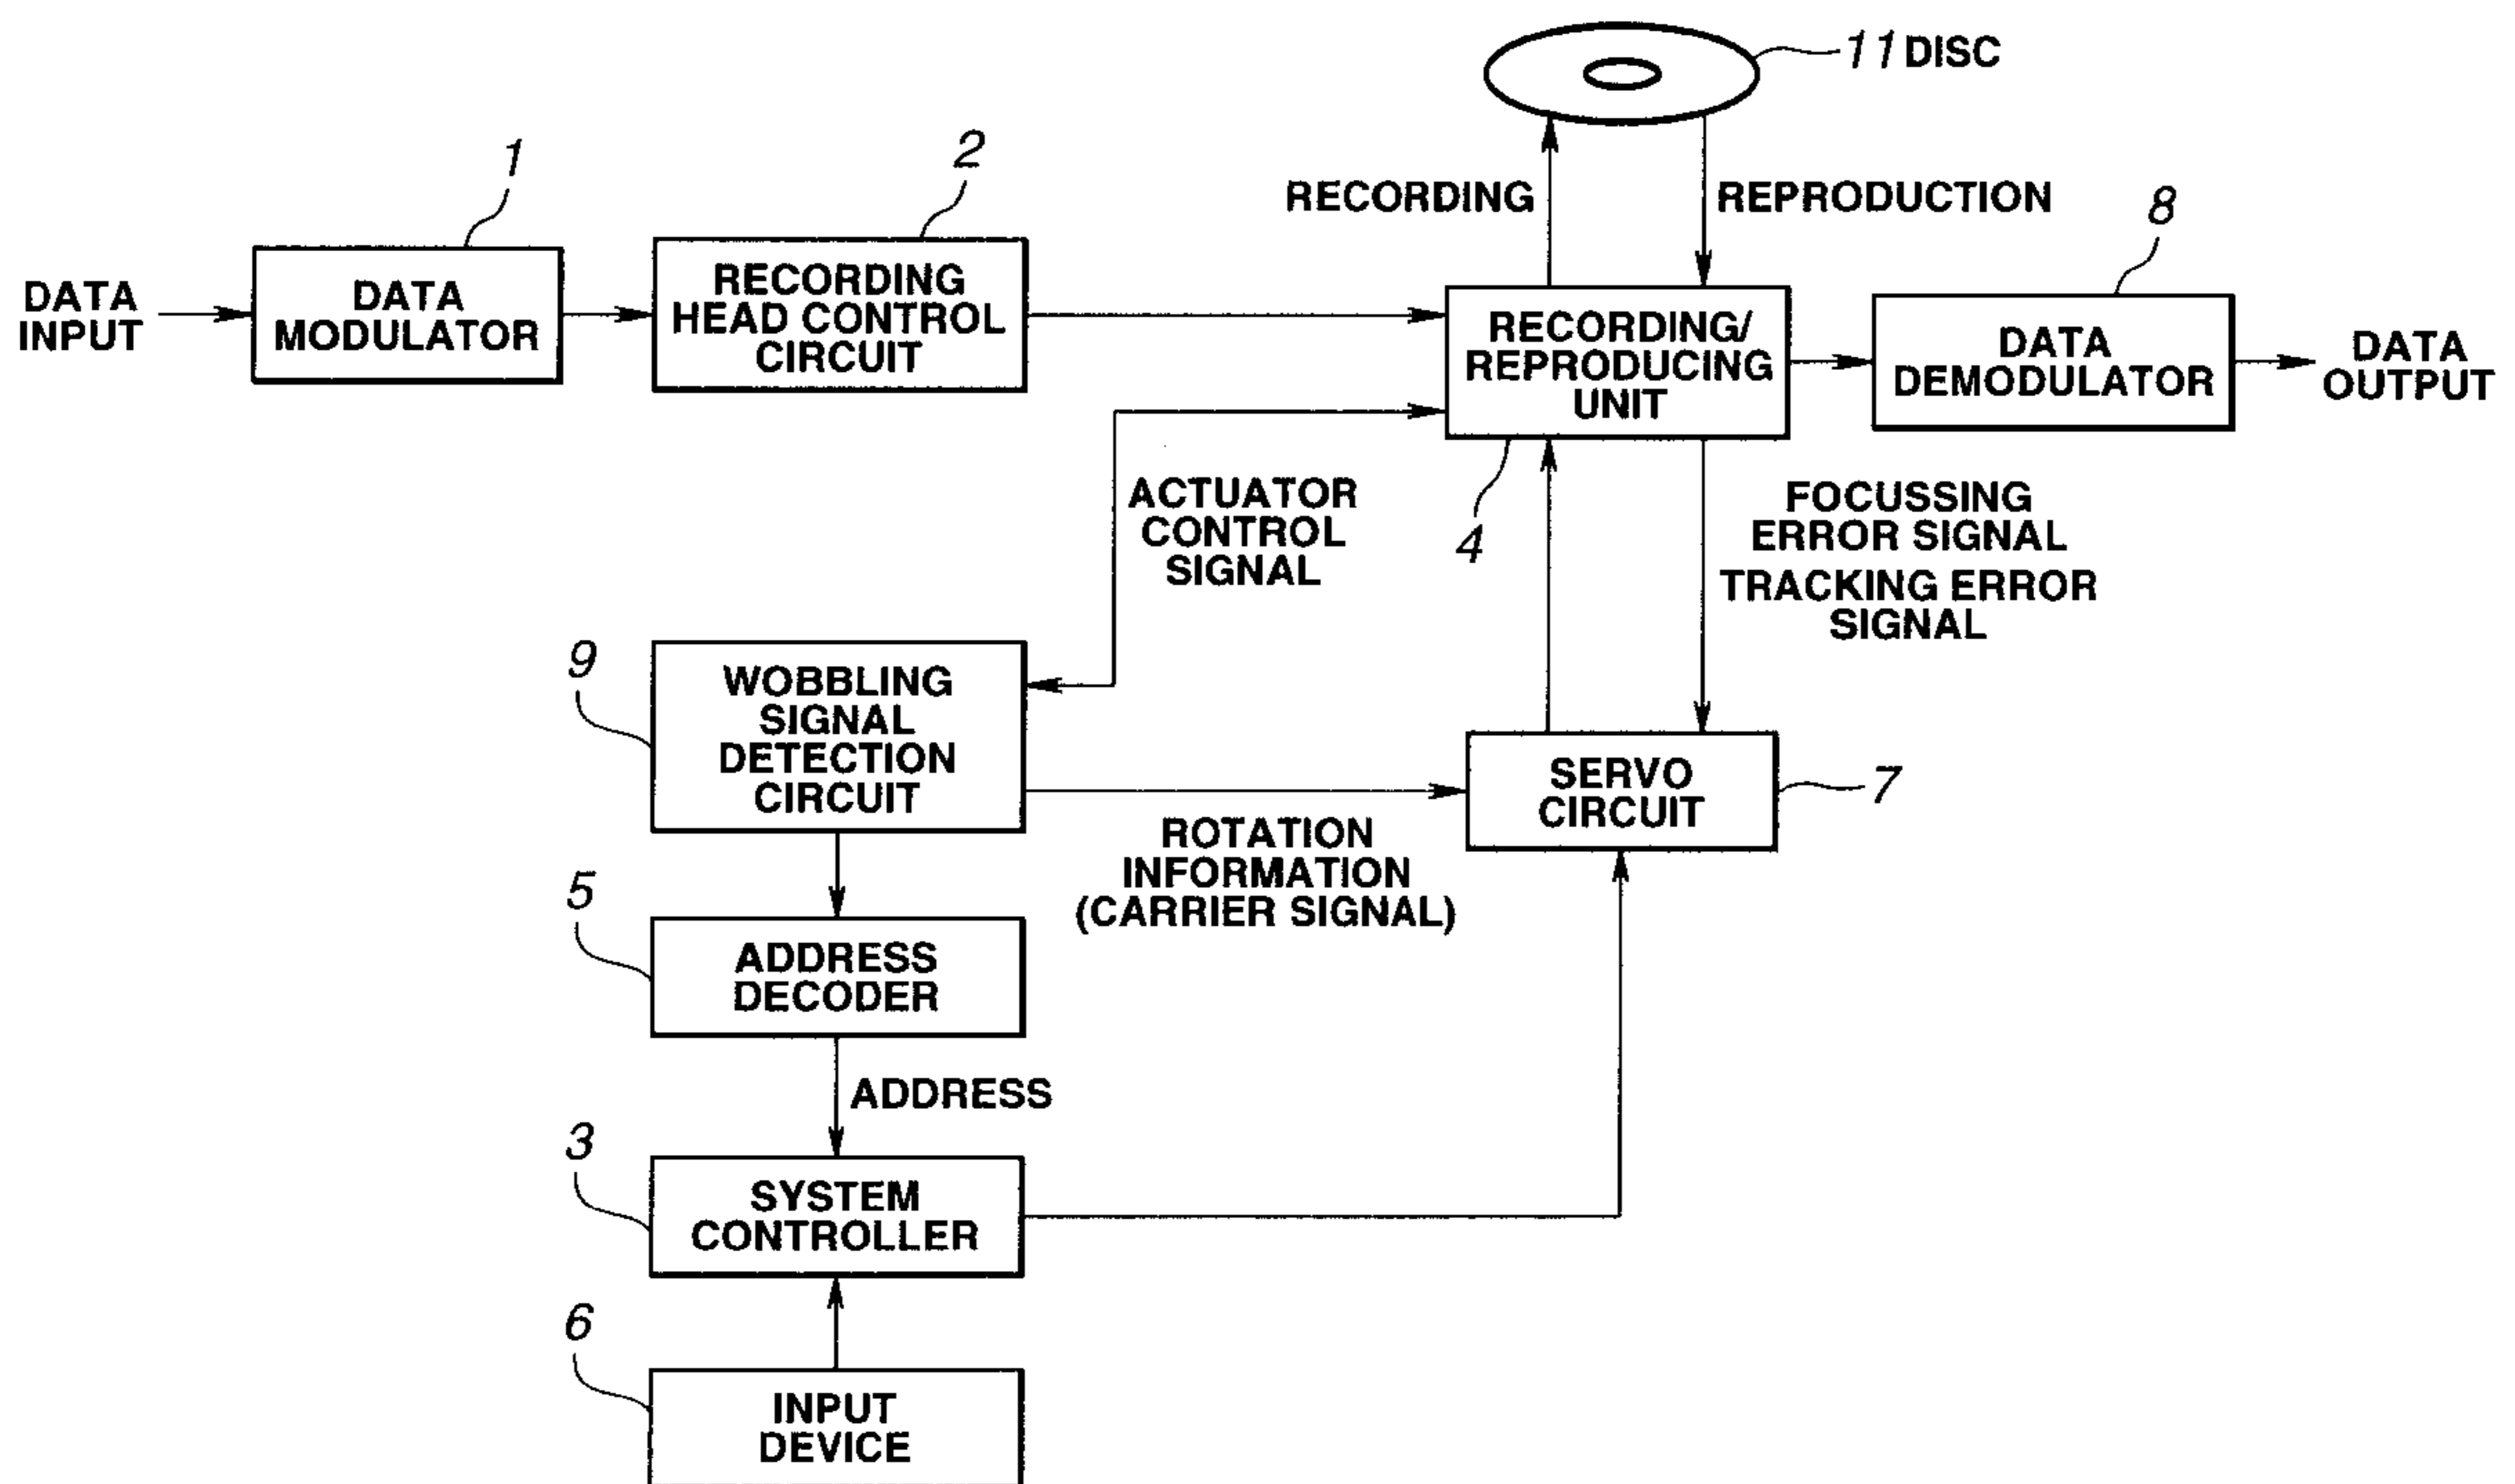 11 DISC
1
2
RECORDING
REPRODUCTION
8
DATA
INPUT
DATA
MODULATOR
RECORDING
HEAD CONTROL
CIRCUIT
RECORDING/
REPRODUCING
UNIT
DATA
DEMODULATOR
DATA
OUTPUT
ACTUATOR
CONTROL
SIGNAL
4
FOCUSSING
ERROR SIGNAL
TRACKING ERROR
SIGNAL
9
WOBBLING
SIGNAL
DETECTION
CIRCUIT
SERVO
CIRCUIT
7
ROTATION
INFORMATION
(CARRIER SIGNAL)
5
ADDRESS
DECODER
ADDRESS
3
SYSTEM
CONTROLLER
6
INPUT
DEVICE